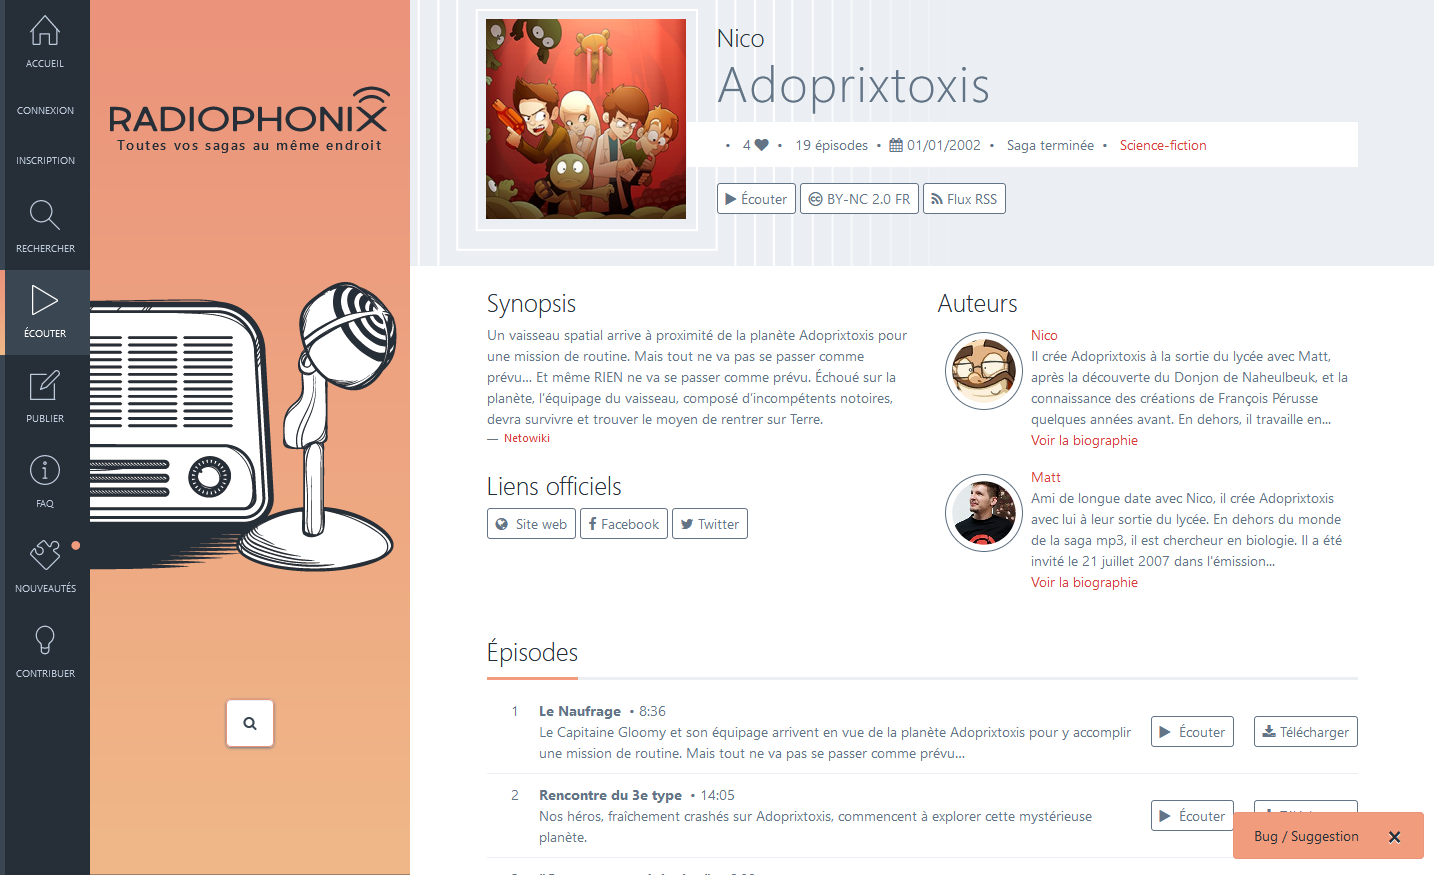 ACCUEIL
CONNEXION
INSCRIPTION
RECHERCHER
ÉCOUTER
PUBLIER
FAQ
NOUVEAUTÉS
CONTRIBUER
RADIOPHONIX
Toutes vos sagas au même endroit
Nico
Adoprixtoxis
• 4 • 19 épisodes • 01/01/2002 • Saga terminée • Science-fiction
Écouter BY-NC 2.0 FR Flux RSS
Synopsis
Un vaisseau spatial arrive à proximité de la planète Adoprixtoxis pour
une mission de routine. Mais tout ne va pas se passer comme
prévu... Et même RIEN ne va se passer comme prévu. Échoué sur la
planète, l'équipage du vaisseau, composé d'incompétents notoires,
devra survivre et trouver le moyen de rentrer sur Terre.
— Netowiki
Liens officiels
Site web Facebook Twitter
Auteurs
Nico
Il crée Adoprixtoxis à la sortie du lycée avec Matt,
après la découverte du Donjon de Naheulbeuk, et la
connaissance des créations de François Pérusse
quelques années avant. En dehors, il travaille en...
Voir la biographie
Matt
Ami de longue date avec Nico, il crée Adoprixtoxis
avec lui à leur sortie du lycée. En dehors du monde
de la saga mp3, il est chercheur en biologie. Il a été
invité le 21 juillet 2007 dans l'émission...
Voir la biographie
Épisodes
1 Le Naufrage • 8:36
Le Capitaine Gloomy et son équipage arrivent en vue de la planète Adoprixtoxis pour y accomplir
une mission de routine. Mais tout ne va pas se passer comme prévu...
Écouter Télécharger
2 Rencontre du 3e type • 14:05
Nos héros, fraîchement crashés sur Adoprixtoxis, commencent à explorer cette mystérieuse
planète.
Écouter
Bug / Suggestion